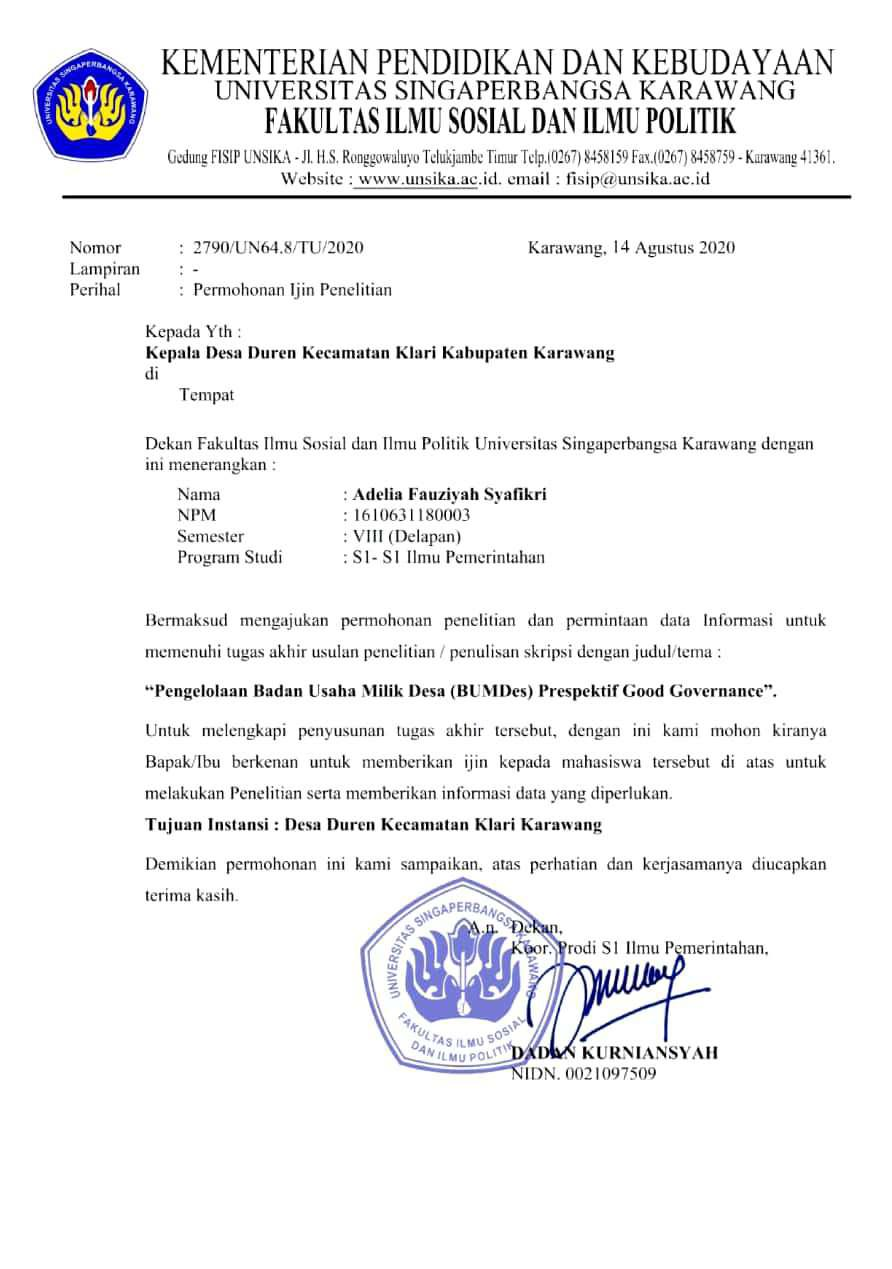 UNIVERSITAS SINGAPERBANGSA KARAWANG
KEMENTERIAN PENDIDIKAN DAN KEBUDAYAAN
UNIVERSITAS SINGAPERBANGSA KARAWANG
FAKULTAS ILMU SOSIAL DAN ILMU POLITIK
Gedung FISIP UNSIKA - Jl. H.S. Ronggowaluyo Telukjambe Timur Telp.(0267) 8458159 Fax.(0267) 8458759 - Karawang 41361.
Website : www.unsika.ac.id. email : fisip@unsika.ac.id
Nomor : 2790/UN64.8/TU/2020 Karawang, 14 Agustus 2020
Lampiran : -
Perihal : Permohonan Ijin Penelitian
Kepada Yth :
Kepala Desa Duren Kecamatan Klari Kabupaten Karawang
di
Tempat
Dekan Fakultas Ilmu Sosial dan Ilmu Politik Universitas Singaperbangsa Karawang dengan
ini menerangkan :
Nama : Adelia Fauziyah Syafikri
NPM : 1610631180003
Semester : VIII (Delapan)
Program Studi : S1- S1 Ilmu Pemerintahan
Bermaksud mengajukan permohonan penelitian dan permintaan data Informasi untuk
memenuhi tugas akhir usulan penelitian / penulisan skripsi dengan judul/tema :
“Pengelolaan Badan Usaha Milik Desa (BUMDes) Prespektif Good Governance”.
Untuk melengkapi penyusunan tugas akhir tersebut, dengan ini kami mohon kiranya
Bapak/Ibu berkenan untuk memberikan ijin kepada mahasiswa tersebut di atas untuk
melakukan Penelitian serta memberikan informasi data yang diperlukan.
Tujuan Instansi : Desa Duren Kecamatan Klari Karawang
Demikian permohonan ini kami sampaikan, atas perhatian dan kerjasamanya diucapkan
terima kasih.
A.n. Dekan,
Koor. Prodi S1 Ilmu Pemerintahan,
UNIVERSITAS SINGAPERBANGSA KARAWANG
FAKULTAS ILMU SOSIAL
DAN ILMU POLITIK
DADAN KURNIANSYAH
NIDN. 0021097509